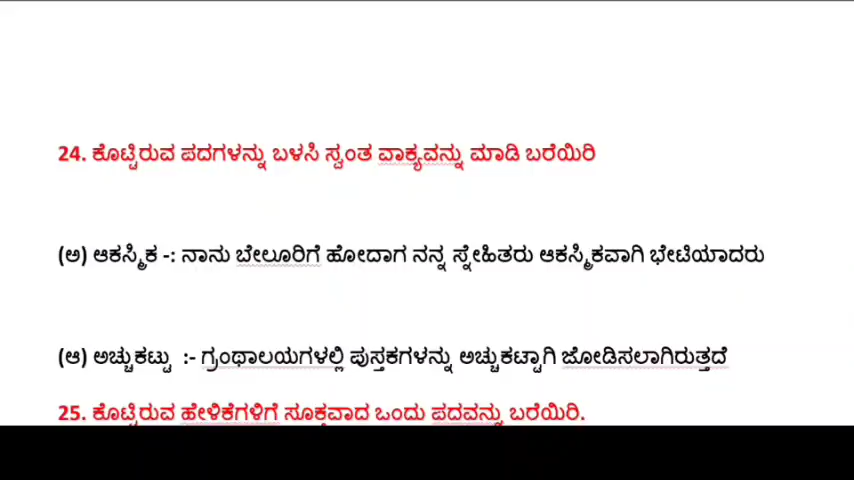 24. ಕೊಟ್ಟಿರುವ ಪದಗಳನ್ನು ಬಳಸಿ ಸ್ವಂತ ವಾಕ್ಯವನ್ನು ಮಾಡಿ ಬರೆಯಿರಿ
(ಅ) ಆಕಸ್ಮಿಕ -: ನಾನು ಬೇಲೂರಿಗೆ ಹೋದಾಗ ನನ್ನ ಸ್ನೇಹಿತರು ಆಕಸ್ಮಿಕವಾಗಿ ಭೇಟಿಯಾದರು
(ಆ) ಅಚ್ಚುಕಟ್ಟು :- ಗ್ರಂಥಾಲಯಗಳಲ್ಲಿ ಪುಸ್ತಕಗಳನ್ನು ಅಚ್ಚುಕಟ್ಟಾಗಿ ಜೋಡಿಸಲಾಗಿರುತ್ತದೆ
25. ಕೊಟ್ಟಿರುವ ಹೇಳಿಕೆಗಳಿಗೆ ಸೂಕ್ತವಾದ ಒಂದು ಪದವನ್ನು ಬರೆಯಿರಿ.